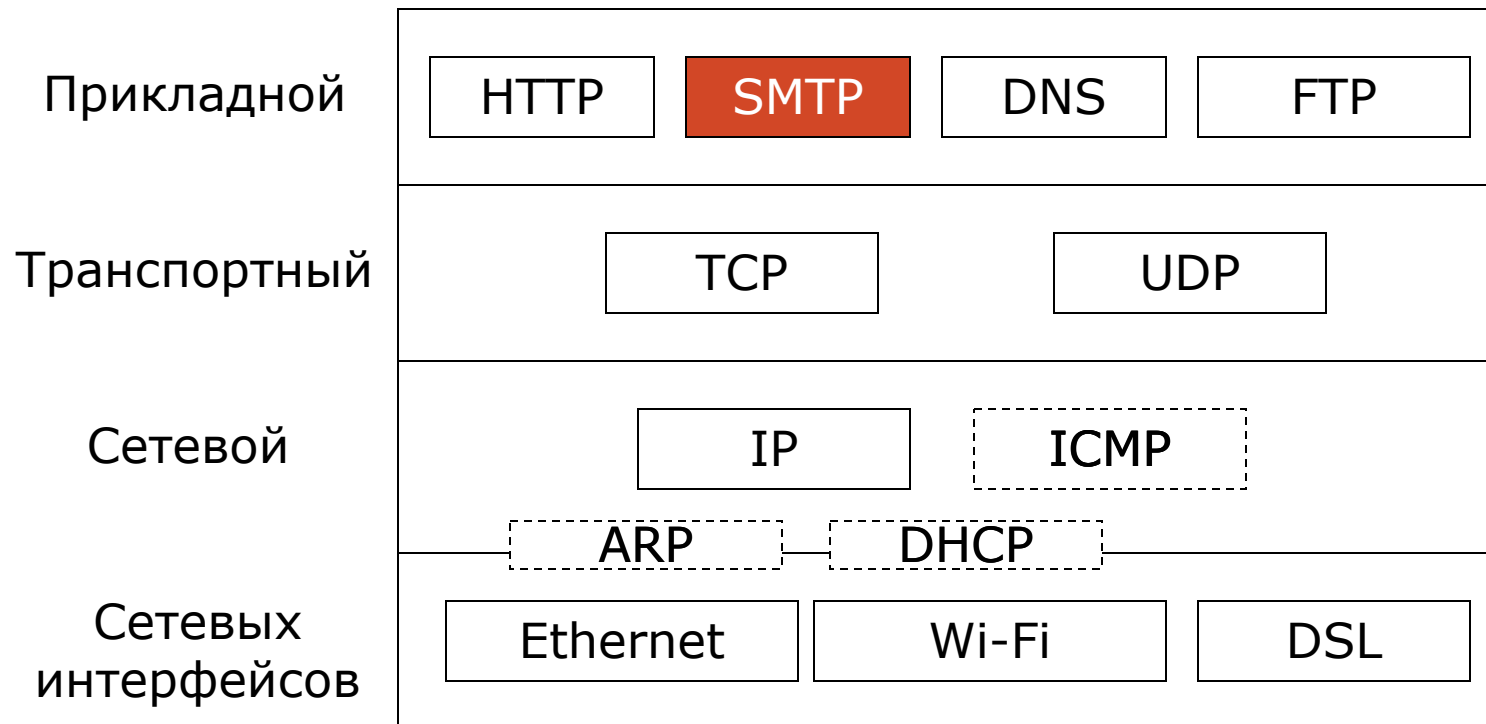 Прикладной
HTTP SMTP DNS FTP
Транспортный
TCP UDP
Сетевой
IP ICMP
ARP DHCP
Сетевых
интерфейсов
Ethernet Wi-Fi DSL